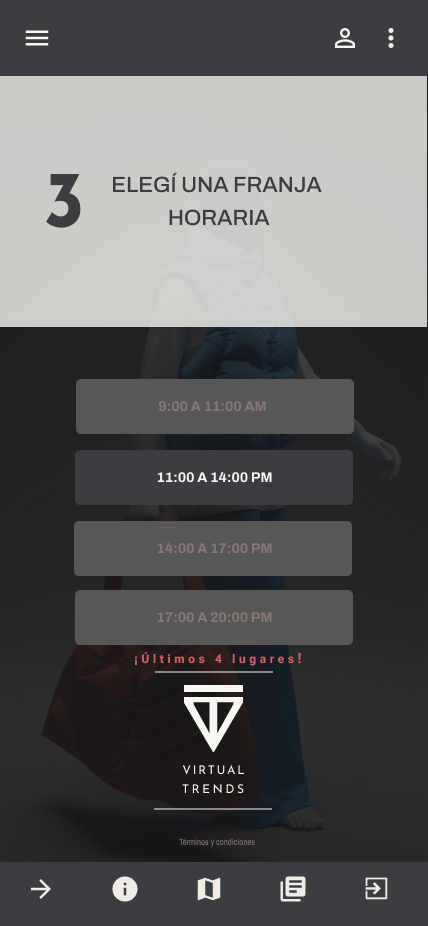 3
ELEGÍ UNA FRANJA
HORARIA
9:00 A 11:00 AM
11:00 A 14:00 PM
14:00 A 17:00 PM
17:00 A 20:00 PM
¡Últimos 4 lugares!
VIRTUAL
TRENDS
Términos y condiciones